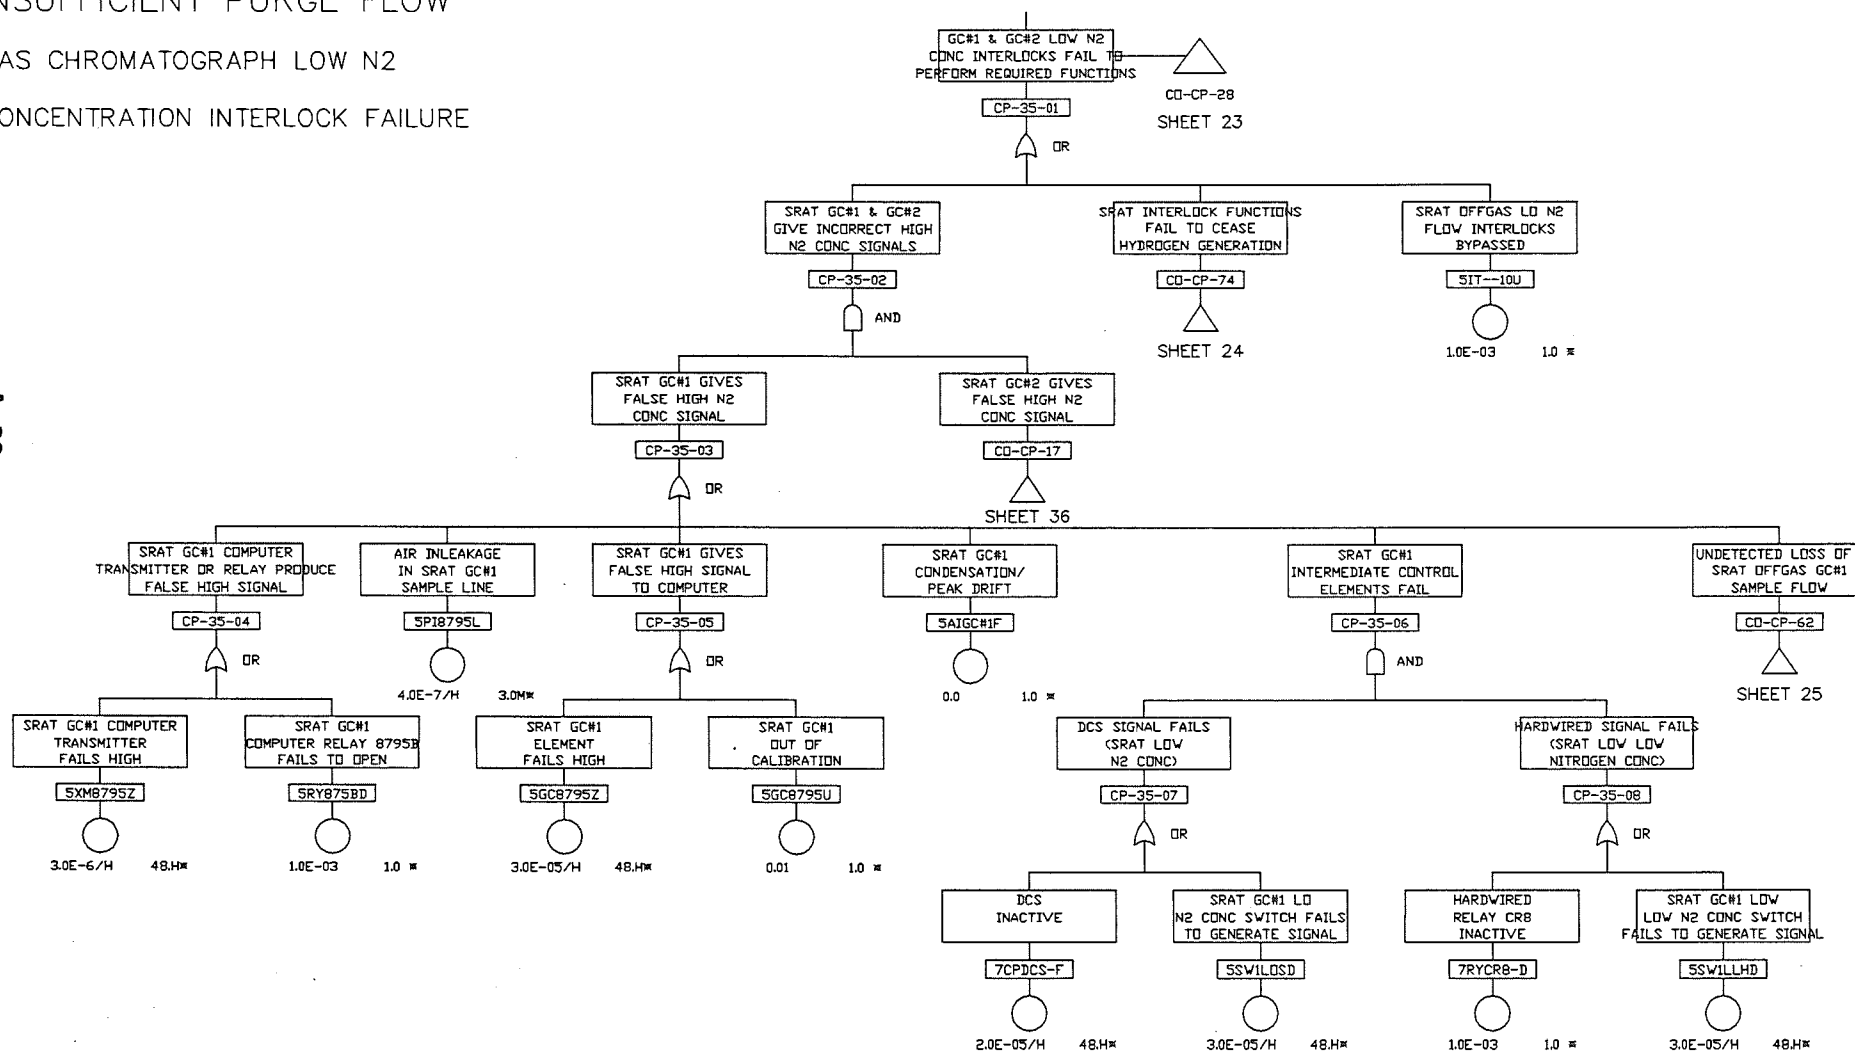 NSUFFICIENT PURGE FLOW
AS CHROMATOGRAPH LOW N2
ONCENTRATION INTERLOCK FAILURE
GC#1 & GC#2 LOW N2
CONC INTERLOCKS FAIL TO
PERFORM REQUIRED FUNCTIONS
CP-35-01
OR
CO-CP-28
SHEET 23
SRAT GC#1 & GC#2
GIVE INCORRECT HIGH
N2 CONC SIGNALS
CP-35-02
AND
SRAT INTERLOCK FUNCTIONS
FAIL TO CEASE
HYDROGEN GENERATION
CO-CP-74
SHEET 24
SRAT OFFGAS LO N2
FLOW INTERLOCKS
BYPASSED
5IT--10U
1.0E-03 1.0 *
SRAT GC#1 GIVES
FALSE HIGH N2
CONC SIGNAL
CP-35-03
OR
SRAT GC#2 GIVES
FALSE HIGH N2
CONC SIGNAL
CO-CP-17
SHEET 36
SRAT GC#1 COMPUTER
TRANSMITTER OR RELAY PRODUCE
FALSE HIGH SIGNAL
CP-35-04
OR
AIR INLEAKAGE
IN SRAT GC#1
SAMPLE LINE
5PI8795L
4.0E-7/H 3.0M*
SRAT GC#1 GIVES
FALSE HIGH SIGNAL
TO COMPUTER
CP-35-05
OR
SRAT GC#1
CONDENSATION/
PEAK DRIFT
5AIGC#1F
0.0 1.0 *
SRAT GC#1
INTERMEDIATE CONTROL
ELEMENTS FAIL
CP-35-06
AND
UNDETECTED LOSS OF
SRAT OFFGAS GC#1
SAMPLE FLOW
CO-CP-62
SHEET 25
SRAT GC#1 COMPUTER
TRANSMITTER
FAILS HIGH
5XM8795Z
3.0E-6/H 48.H*
SRAT GC#1
COMPUTER RELAY 8795B
FAILS TO OPEN
5RY875BD
1.0E-03 1.0 *
SRAT GC#1
ELEMENT
FAILS HIGH
5GC8795Z
3.0E-05/H 48.H*
SRAT GC#1
OUT OF
CALIBRATION
5GC8795U
0.01 1.0 *
DCS SIGNAL FAILS
(SRAT LOW
N2 CONC)
CP-35-07
OR
HARDWIRED SIGNAL FAILS
(SRAT LOW LOW
NITROGEN CONC)
CP-35-08
OR
DCS
INACTIVE
7CPDCS-F
2.0E-05/H 48.H*
SRAT GC#1 LO
N2 CONC SWITCH FAILS
TO GENERATE SIGNAL
5SW1LOSD
3.0E-05/H 48.H*
HARDWIRED
RELAY CR8
INACTIVE
7RYCR8-D
1.0E-03 1.0 *
SRAT GC#1 LOW
LOW N2 CONC SWITCH
FAILS TO GENERATE SIGNAL
5SW1LLHD
3.0E-05/H 48.H*